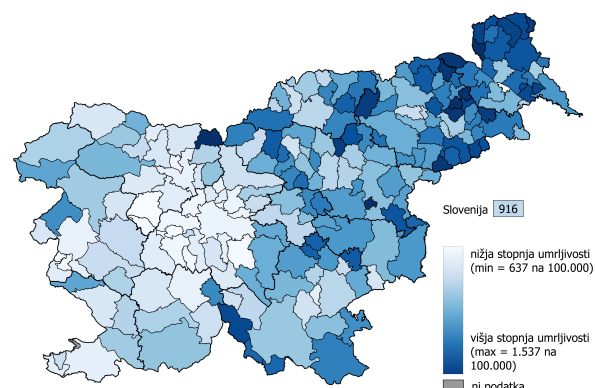 Slovenija 916
nižja stopnja umrljivosti
(min = 637 na 100.000)
višja stopnja umrljivosti
(max = 1.537 na
100.000)
ni podatka